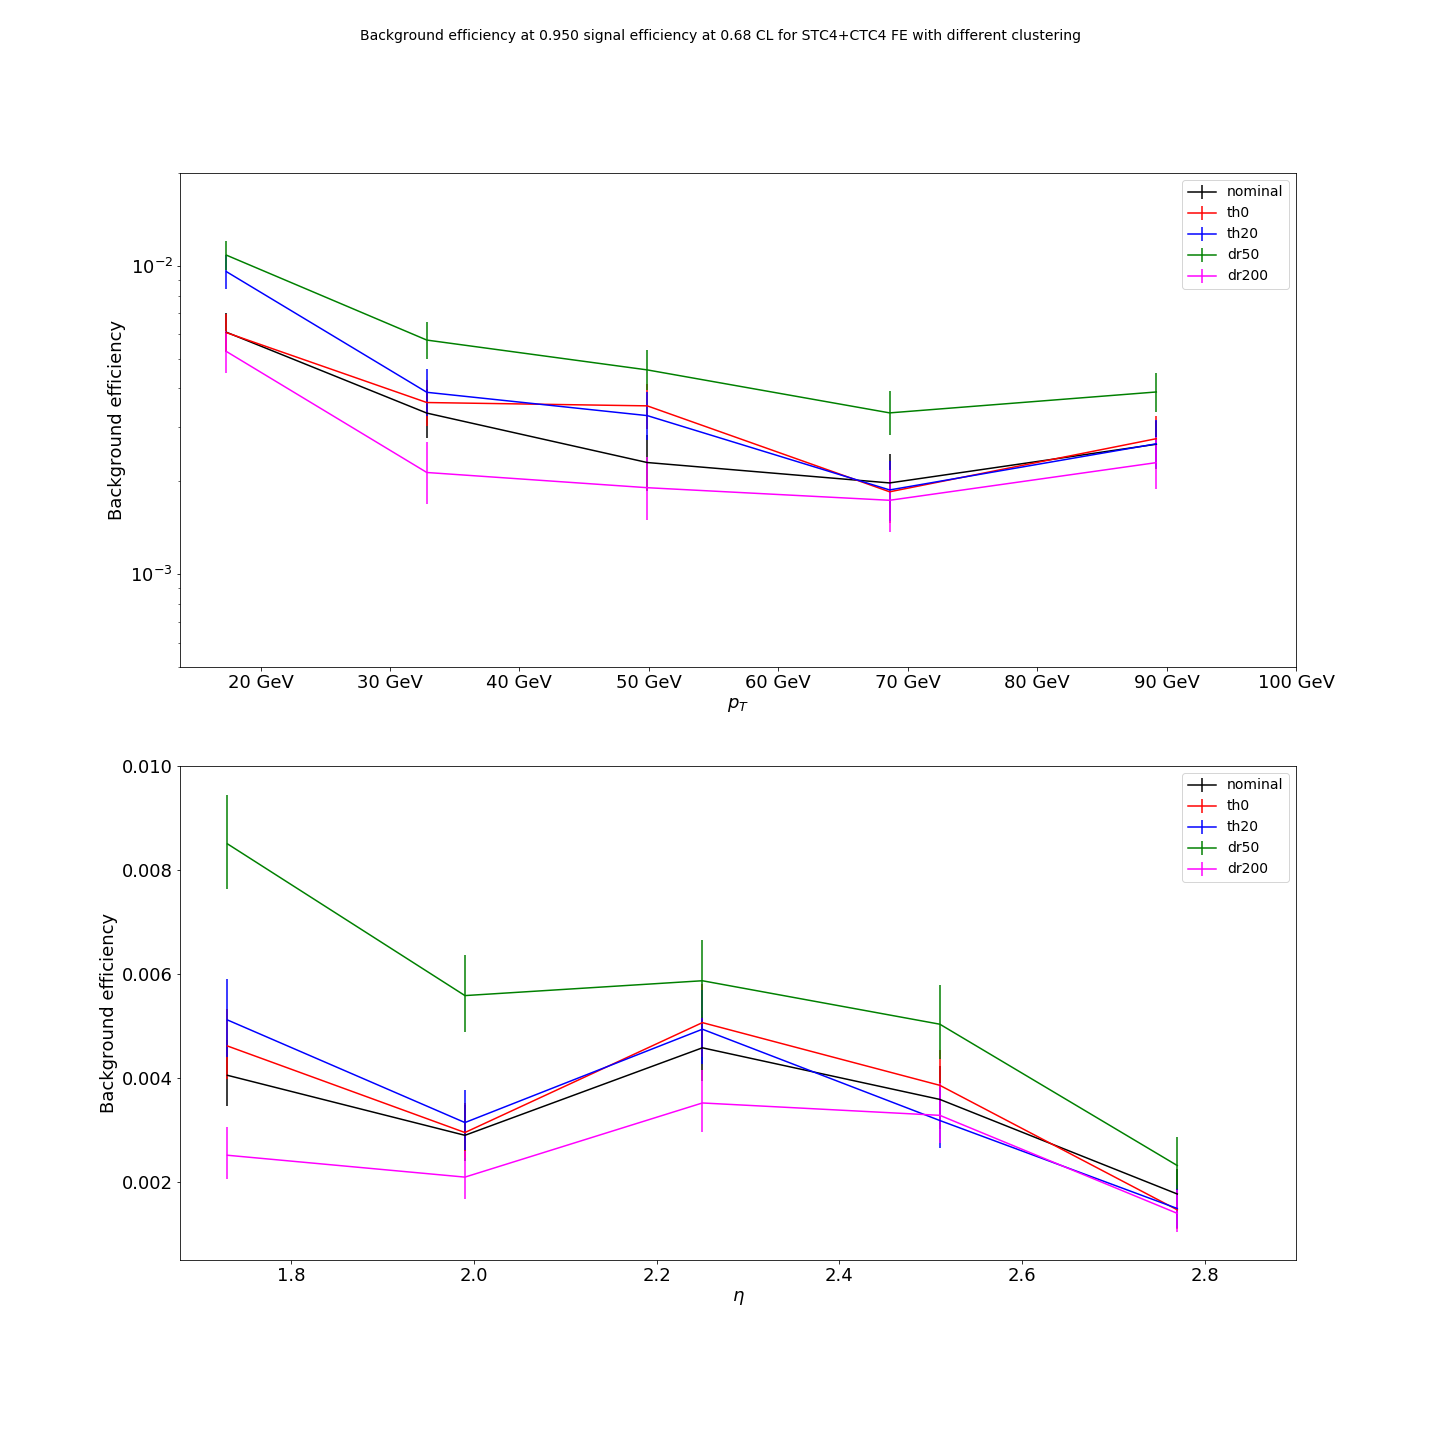 Background efficiency at 0.950 signal efficiency at 0.68 CL for STC4+CTC4 FE with different clustering
nominal
th0
th20
dr50
dr200
10⁻²
10⁻³
Background efficiency
20 GeV 30 GeV 40 GeV 50 GeV 60 GeV 70 GeV 80 GeV 90 GeV 100 GeV
p_T
nominal
th0
th20
dr50
dr200
0.010
0.008
0.006
0.004
0.002
Background efficiency
1.8 2.0 2.2 2.4 2.6 2.8
η